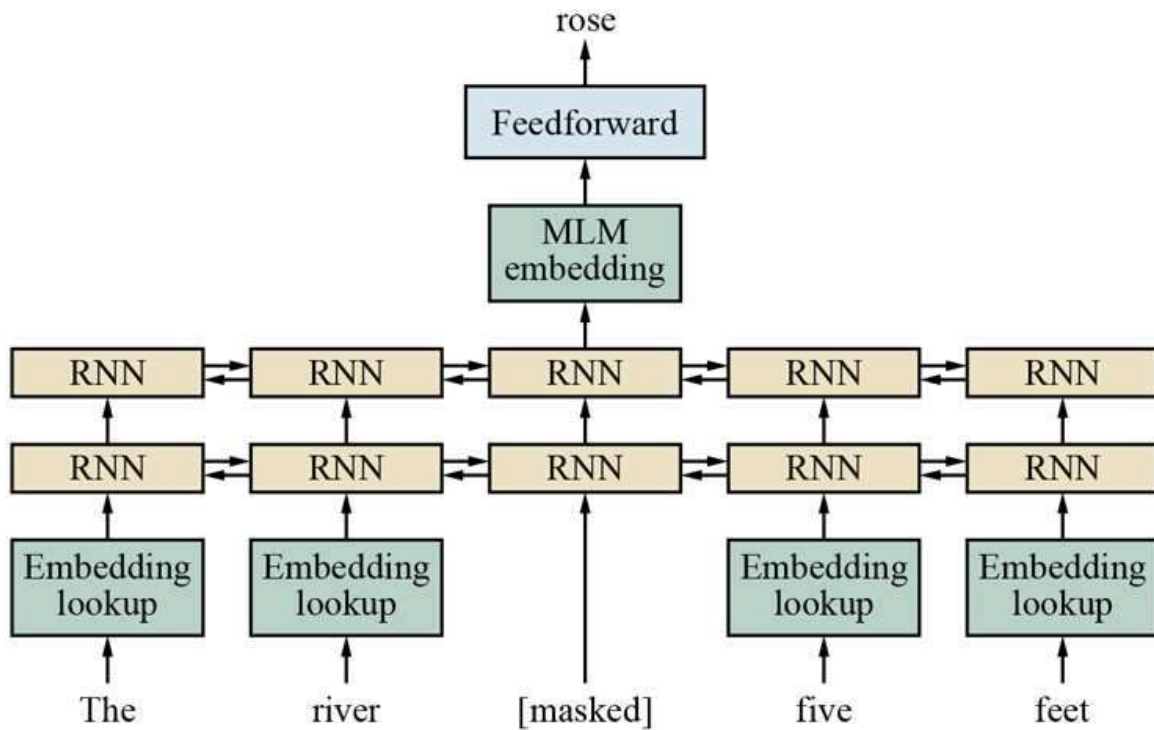 rose
Feedforward
MLM
embedding
RNN RNN RNN RNN RNN
RNN RNN RNN RNN RNN
Embedding lookup
Embedding lookup
Embedding lookup
Embedding lookup
The river [masked] five feet